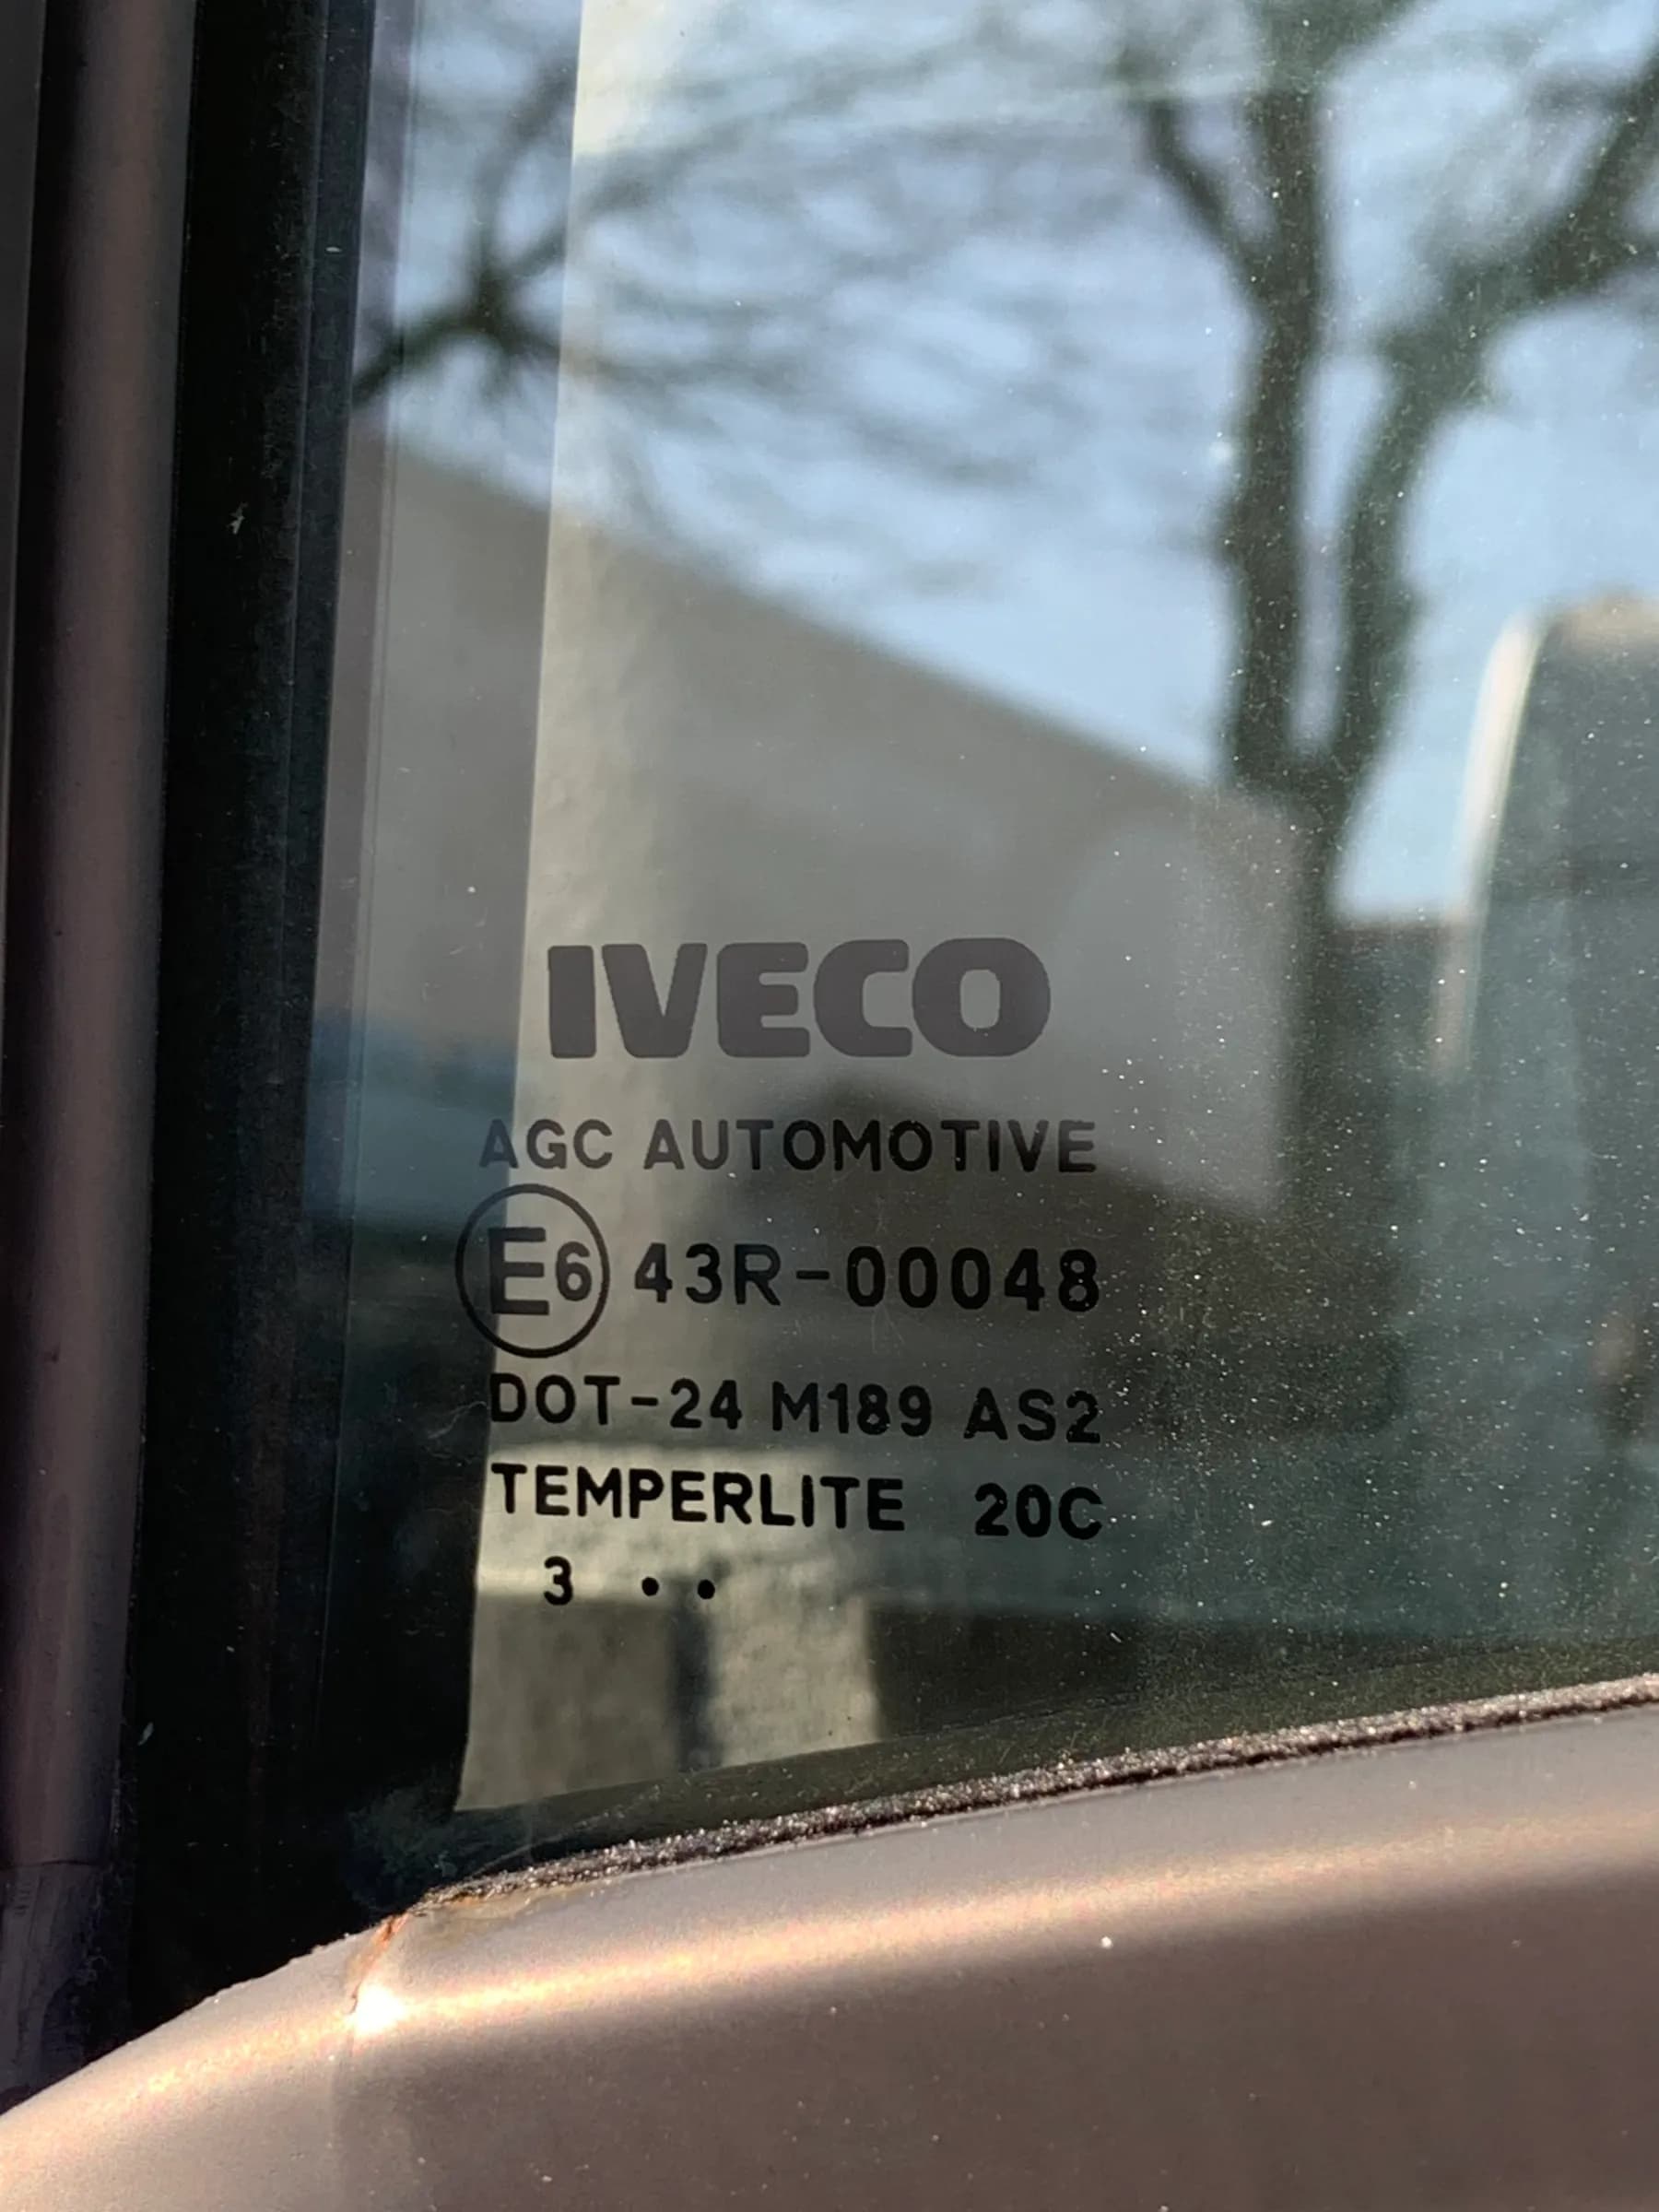 IVECO
AGC AUTOMOTIVE
E6 43R-00048
DOT-24 M189 AS2
TEMPERLITE 20C
3 • •